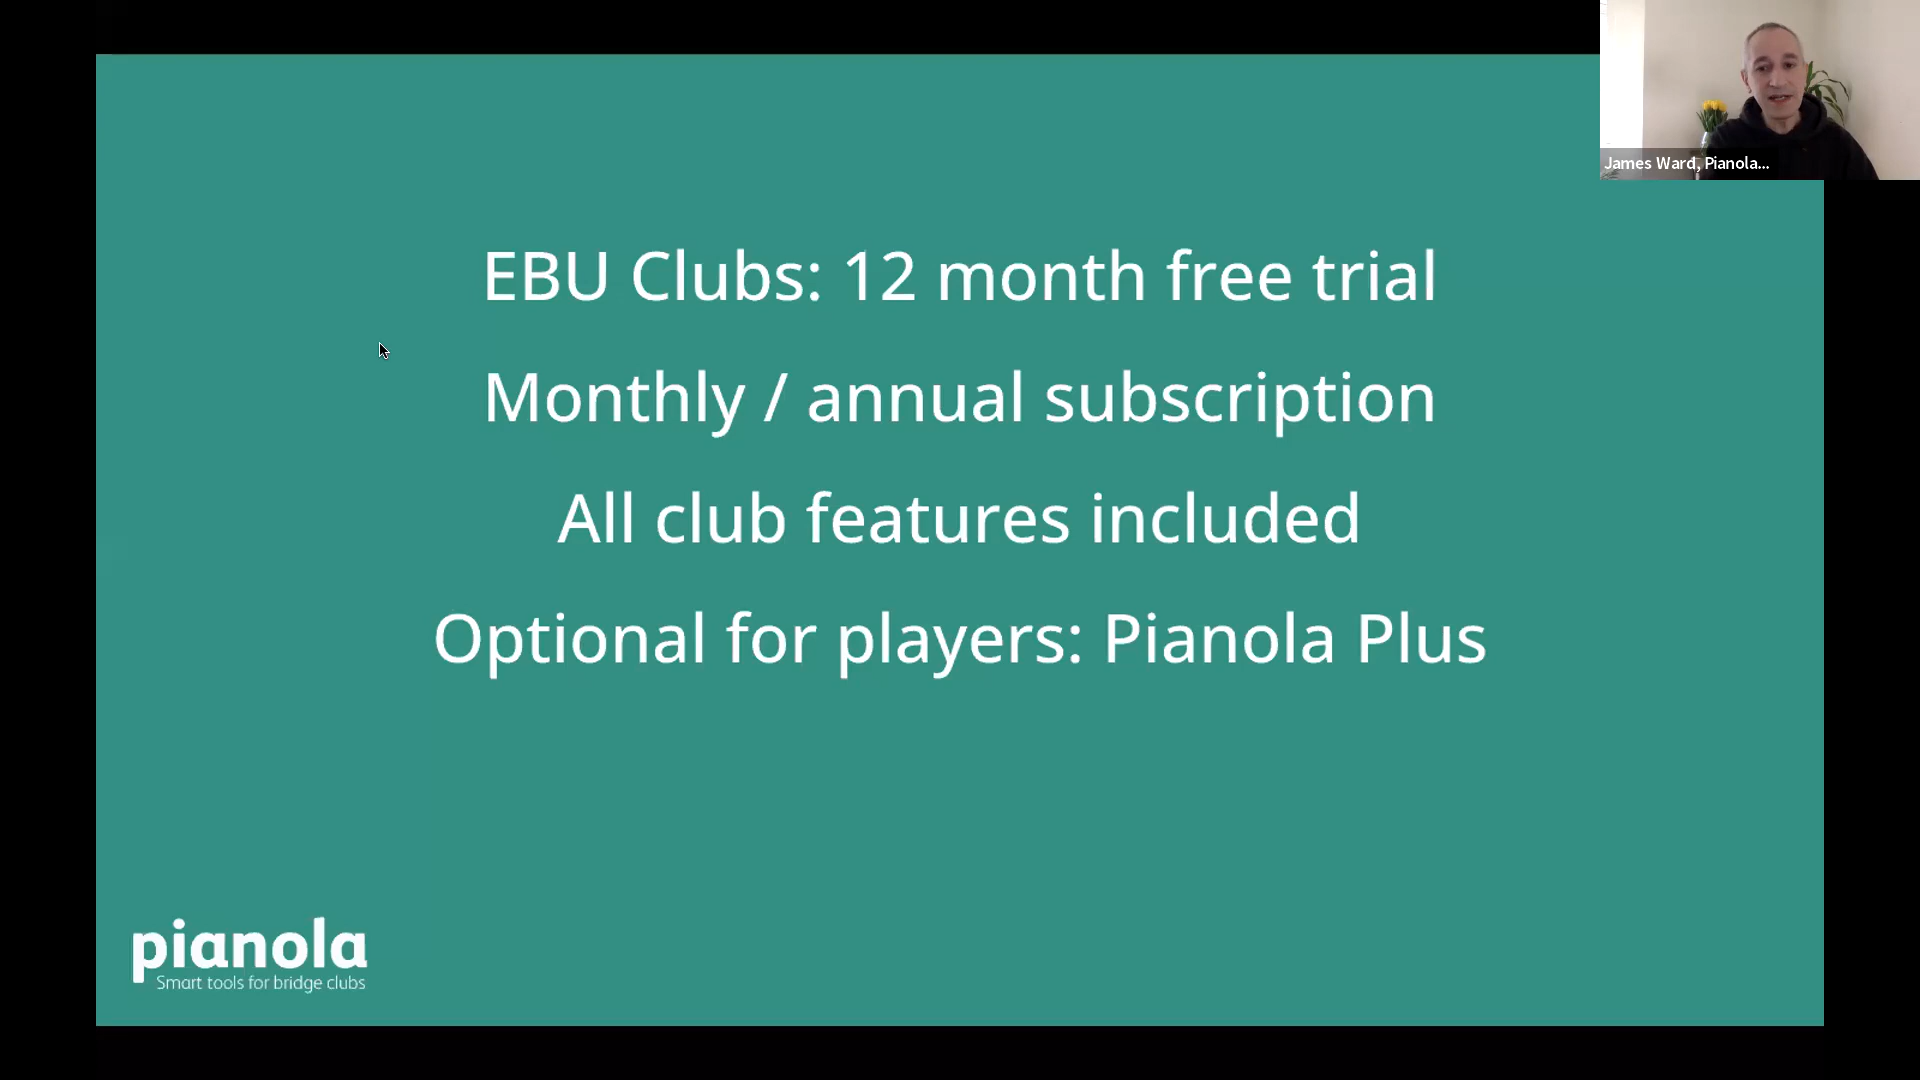 James Ward, Pianola...
EBU Clubs: 12 month free trial
Monthly / annual subscription
All club features included
Optional for players: Pianola Plus
pianola
Smart tools for bridge clubs